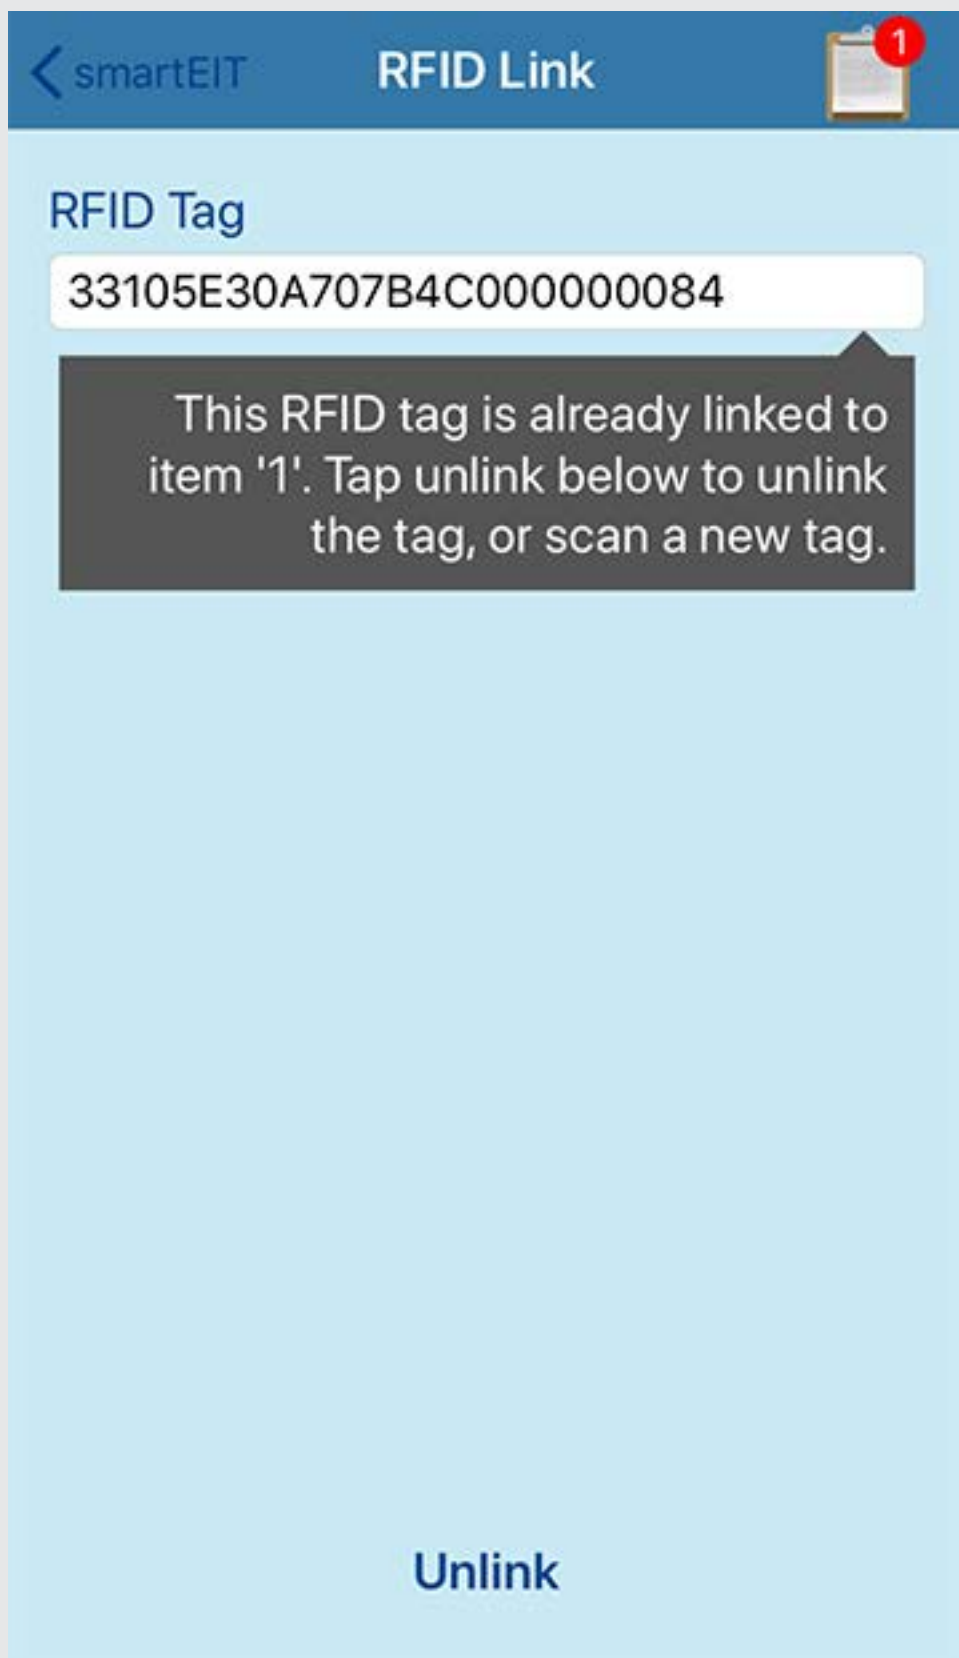 smartEIT
RFID Link
1
RFID Tag
33105E30A707B4C000000084
This RFID tag is already linked to
item '1'. Tap unlink below to unlink
the tag, or scan a new tag.
Unlink